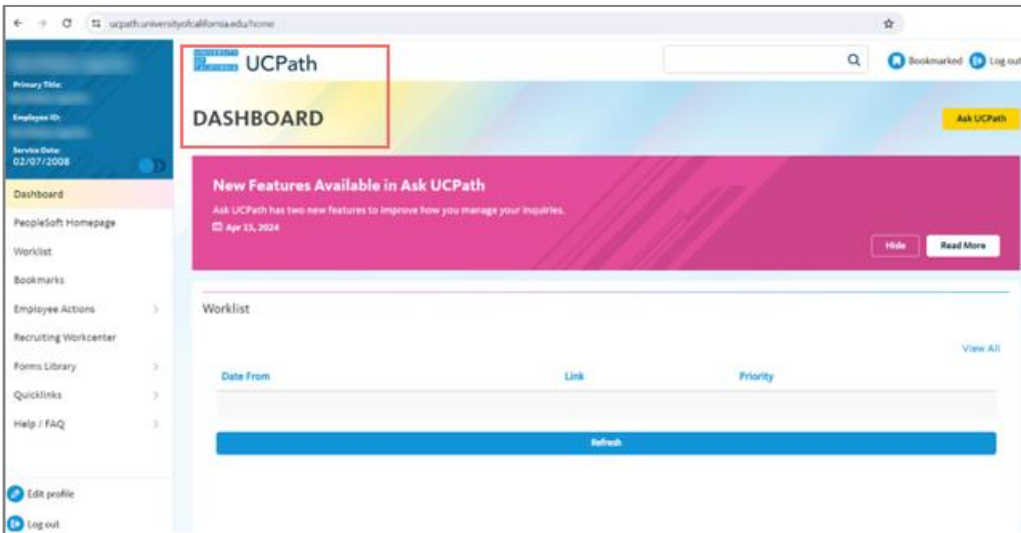 ucpath.universityofcalifornia.edu/home
UNIVERSITY OF CALIFORNIA UCPath
Bookmarked Log out
Primary Title:
Employee ID:
Service Date:
02/07/2008
DASHBOARD
Ask UCPath
Dashboard
PeopleSoft Homepage
Worklist
Bookmarks
Employee Actions
Recruiting Workcenter
Forms Library
Quicklinks
Help / FAQ
Edit profile
Log out
New Features Available in Ask UCPath
Ask UCPath has two new features to improve how you manage your inquiries.
Apr 15, 2024
Hide Read More
Worklist
View All
Date From Link Priority
Refresh